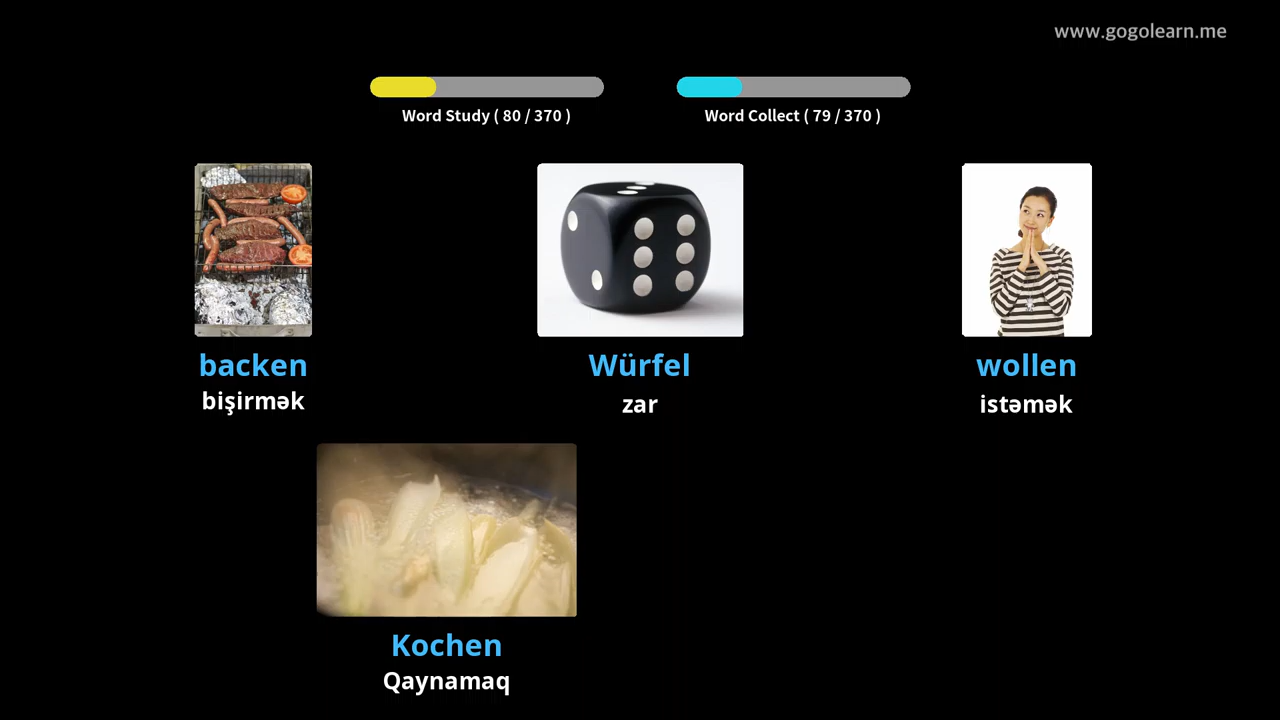 www.gogolearn.me
Word Study ( 80 / 370 )
Word Collect ( 79 / 370 )
backen
bişirmək
Würfel
zar
wollen
istəmək
Kochen
Qaynamaq